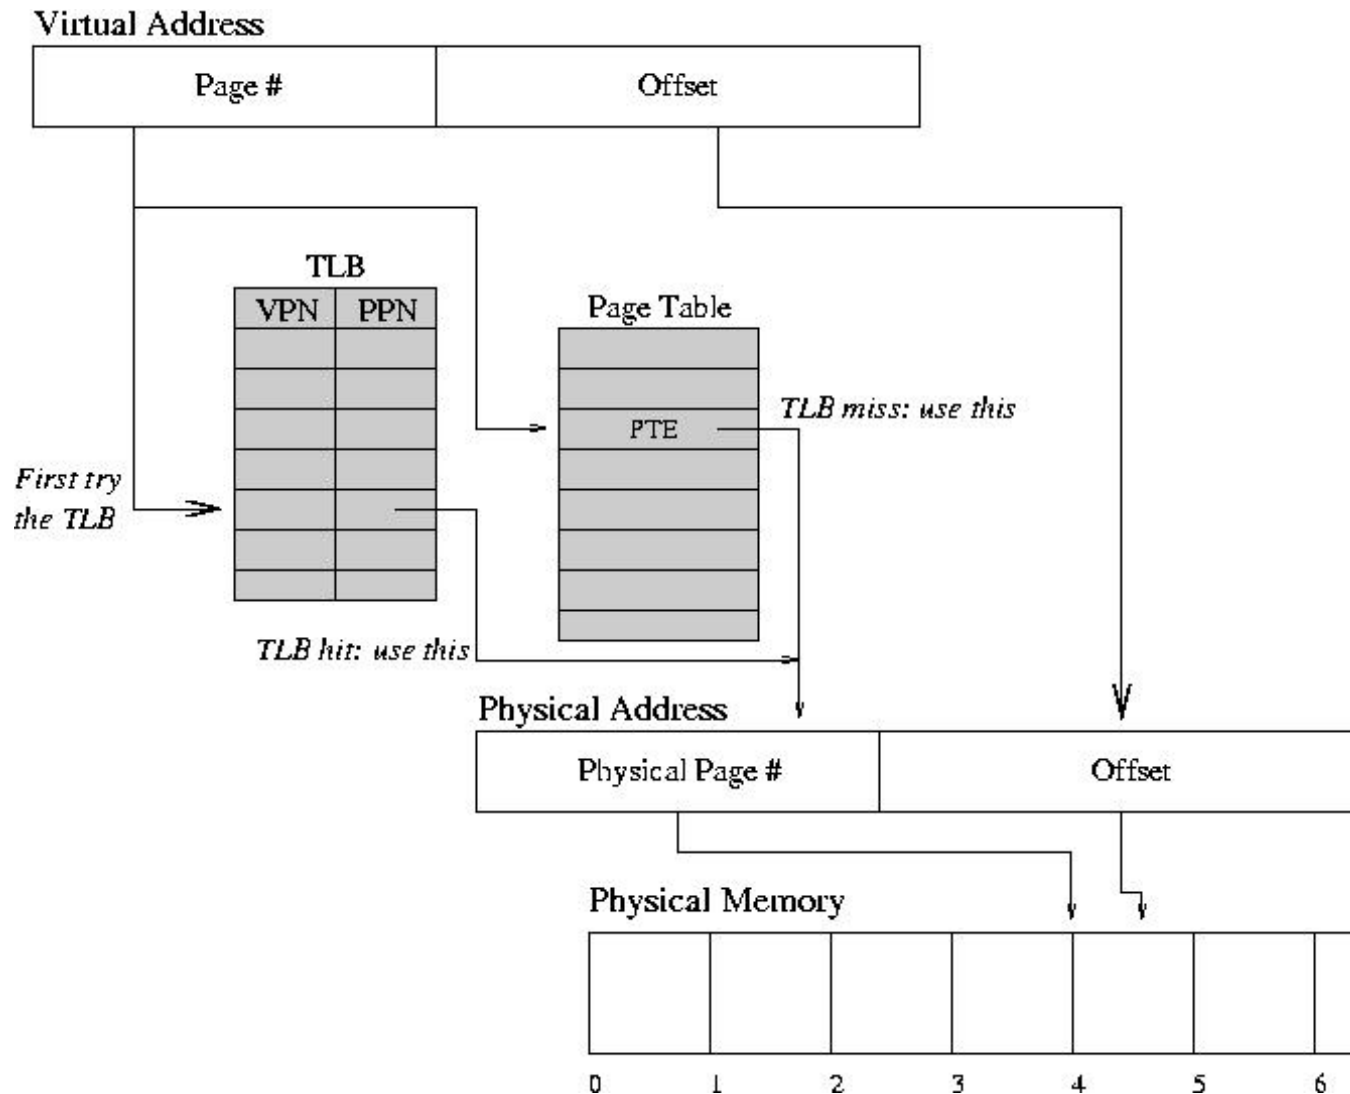 Virtual Address
Page #
Offset
TLB
VPN
PPN
Page Table
PTE
TLB miss: use this
First try
the TLB
TLB hit: use this
Physical Address
Physical Page #
Offset
Physical Memory
0
1
2
3
4
5
6